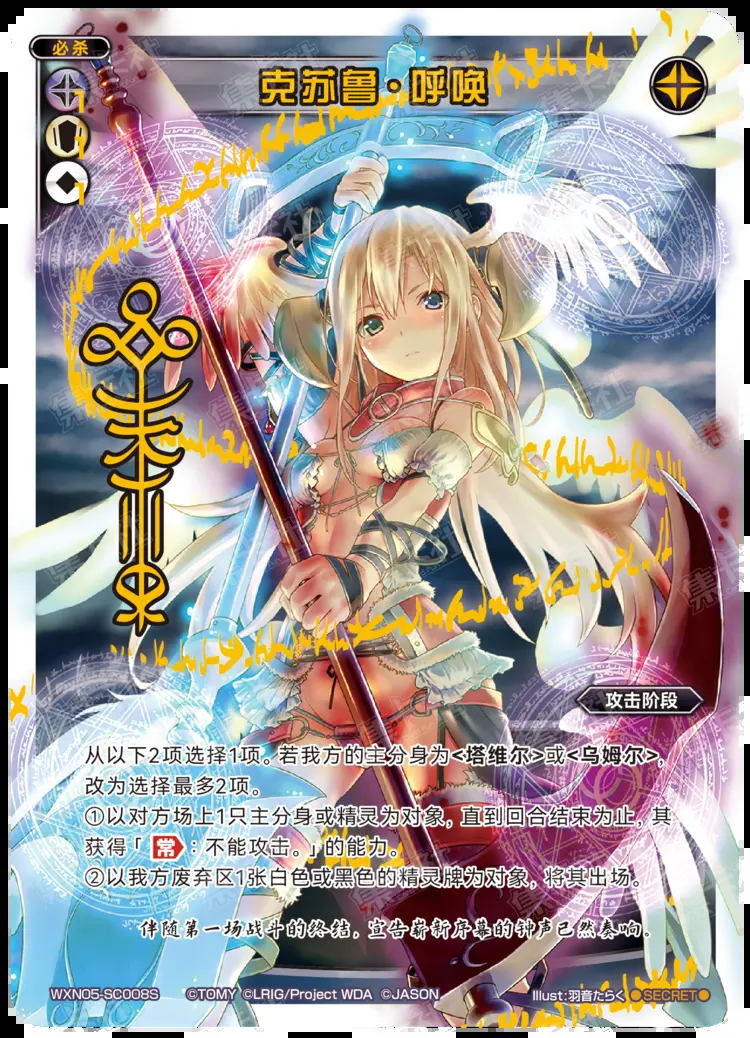 必杀
克苏鲁·呼唤
1
1
1
攻击阶段
从以下2项选择1项。若我方的主分身为<塔维尔>或<乌姆尔>,
改为选择最多2项。
①以对方场上1只主分身或精灵为对象，直到回合结束为止，其
获得「常：不能攻击。」的能力。
②以我方废弃区1张白色或黑色的精灵牌为对象，将其出场。
伴随第一场战斗的终结，宣告崭新序幕的钟声已然奏响。
WXN05-SC008S ©TOMY ©LRIG/Project WDA ©JASON Illust:羽音たらく ●SECRET●